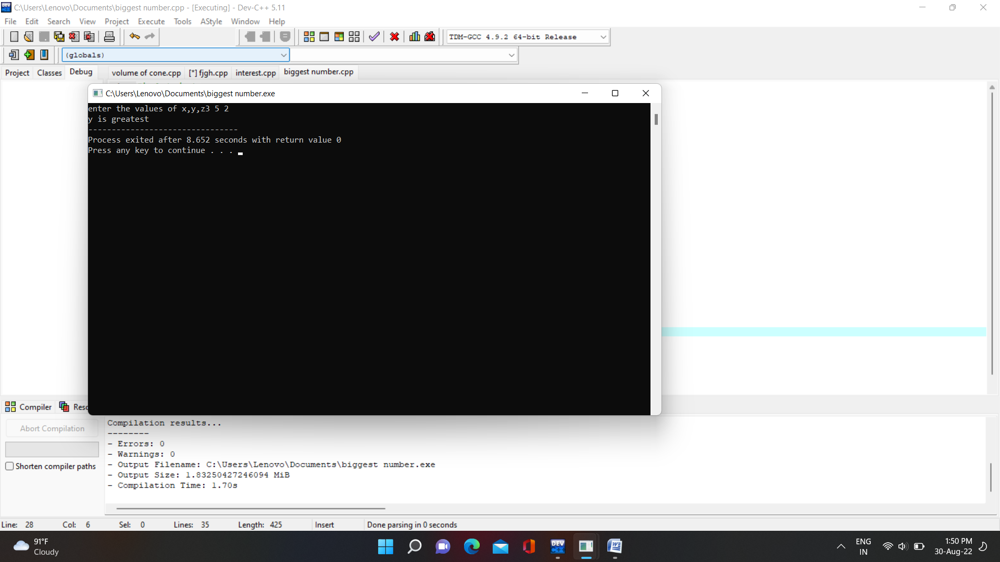 C:\Users\Lenovo\Documents\biggest number.cpp - [Executing] - Dev-C++ 5.11
File Edit Search View Project Execute Tools AStyle Window Help
TDM-GCC 4.9.2 64-bit Release
(globals)
Project Classes Debug volume of cone.cpp [*] fjgh.cpp interest.cpp biggest number.cpp
C:\Users\Lenovo\Documents\biggest number.exe
enter the values of x,y,z3 5 2
y is greatest
--------------------------------
Process exited after 8.652 seconds with return value 0
Press any key to continue . . .
Compiler
Abort Compilation
Shorten compiler paths
Compilation results...
--------
- Errors: 0
- Warnings: 0
- Output Filename: C:\Users\Lenovo\Documents\biggest number.exe
- Output Size: 1.83250427246094 MiB
- Compilation Time: 1.70s
Line: 28 Col: 6 Sel: 0 Lines: 35 Length: 425 Insert Done parsing in 0 seconds
91°F
Cloudy
DEV
C++
ENG
IN
1:50 PM
30-Aug-22